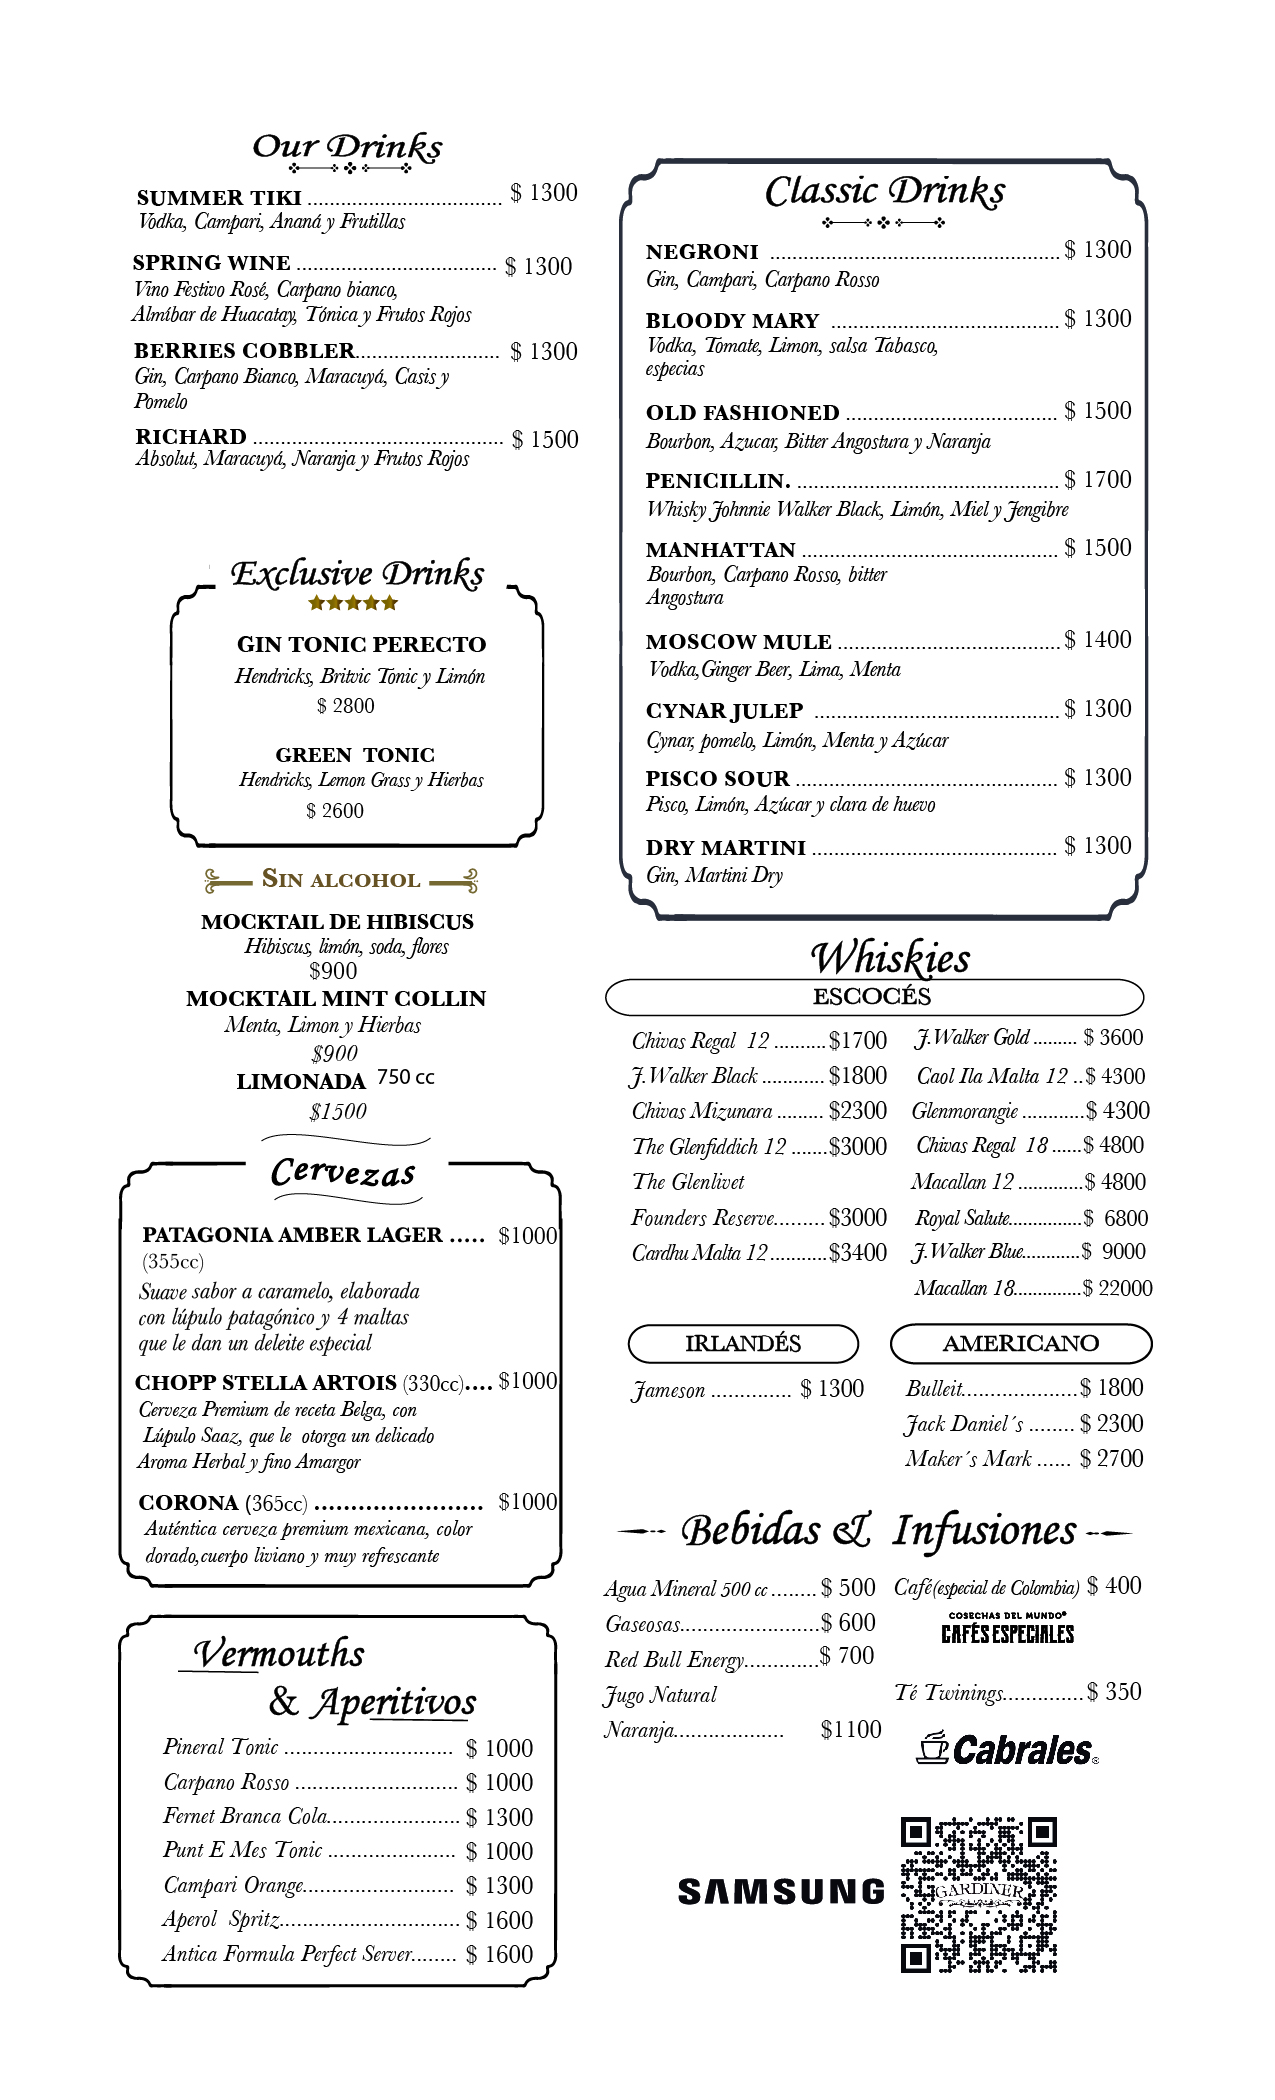 Our Drinks
SUMMER TIKI ................................... $ 1300
Vodka, Campari, Ananá y Frutillas
SPRING WINE .................................... $ 1300
Vino Festivo Rosé, Carpano bianco,
Almíbar de Huacatay, Tónica y Frutos Rojos
BERRIES COBBLER.......................... $ 1300
Gin, Carpano Bianco, Maracuyá, Casis y
Pomelo
RICHARD ............................................. $ 1500
Absolut, Maracuyá, Naranja y Frutos Rojos
Exclusive Drinks
GIN TONIC PERECTO
Hendricks, Britvic Tonic y Limón
$ 2800
GREEN TONIC
Hendricks, Lemon Grass y Hierbas
$ 2600
SIN ALCOHOL
MOCKTAIL DE HIBISCUS
Hibiscus, limón, soda, flores
$900
MOCKTAIL MINT COLLIN
Menta, Limon y Hierbas
$900
LIMONADA 750 cc
$1500
Cervezas
PATAGONIA AMBER LAGER ..... $1000
(355cc)
Suave sabor a caramelo, elaborada
con lúpulo patagónico y 4 maltas
que le dan un deleite especial
CHOPP STELLA ARTOIS (330cc).... $1000
Cerveza Premium de receta Belga, con
Lúpulo Saaz, que le otorga un delicado
Aroma Herbal y fino Amargor
CORONA (365cc) ....................... $1000
Auténtica cerveza premium mexicana, color
dorado,cuerpo liviano y muy refrescante
Vermouths
& Aperitivos
Pineral Tonic ............................. $ 1000
Carpano Rosso ............................ $ 1000
Fernet Branca Cola....................... $ 1300
Punt E Mes Tonic ...................... $ 1000
Campari Orange.......................... $ 1300
Aperol Spritz............................... $ 1600
Antica Formula Perfect Server........ $ 1600
Classic Drinks
NEGRONI .................................................... $ 1300
Gin, Campari, Carpano Rosso
BLOODY MARY ......................................... $ 1300
Vodka, Tomate, Limon, salsa Tabasco,
especias
OLD FASHIONED ...................................... $ 1500
Bourbon, Azucar, Bitter Angostura y Naranja
PENICILLIN. ............................................... $ 1700
Whisky Johnnie Walker Black, Limón, Miel y Jengibre
MANHATTAN .............................................. $ 1500
Bourbon, Carpano Rosso, bitter
Angostura
MOSCOW MULE ........................................ $ 1400
Vodka,Ginger Beer, Lima, Menta
CYNAR JULEP ............................................ $ 1300
Cynar, pomelo, Limón, Menta y Azúcar
PISCO SOUR ............................................... $ 1300
Pisco, Limón, Azúcar y clara de huevo
DRY MARTINI ............................................ $ 1300
Gin, Martini Dry
Whiskies
ESCOCÉS
Chivas Regal 12 .........$1700
J.Walker Black ........... $1800
Chivas Mizunara ........ $2300
The Glenfiddich 12 .......$3000
The Glenlivet
Founders Reserve......... $3000
Cardhu Malta 12..........$3400
J.Walker Gold ......... $ 3600
Caol Ila Malta 12 ..$ 4300
Glenmorangie ............$ 4300
Chivas Regal 18 ......$ 4800
Macallan 12 .............$ 4800
Royal Salute...............$ 6800
J.Walker Blue............$ 9000
Macallan 18..............$ 22000
IRLANDÉS
Jameson .............. $ 1300
AMERICANO
Bulleit....................$ 1800
Jack Daniel´s ........ $ 2300
Maker´s Mark ...... $ 2700
Bebidas & Infusiones
Agua Mineral 500 cc ........ $ 500
Gaseosas........................$ 600
Red Bull Energy.............$ 700
Jugo Natural
Naranja................... $1100
Café(especial de Colombia) $ 400
COSECHAS DEL MUNDO®
CAFÉS ESPECIALES
Té Twinings..............$ 350
Cabrales®
SAMSUNG
GARDINER